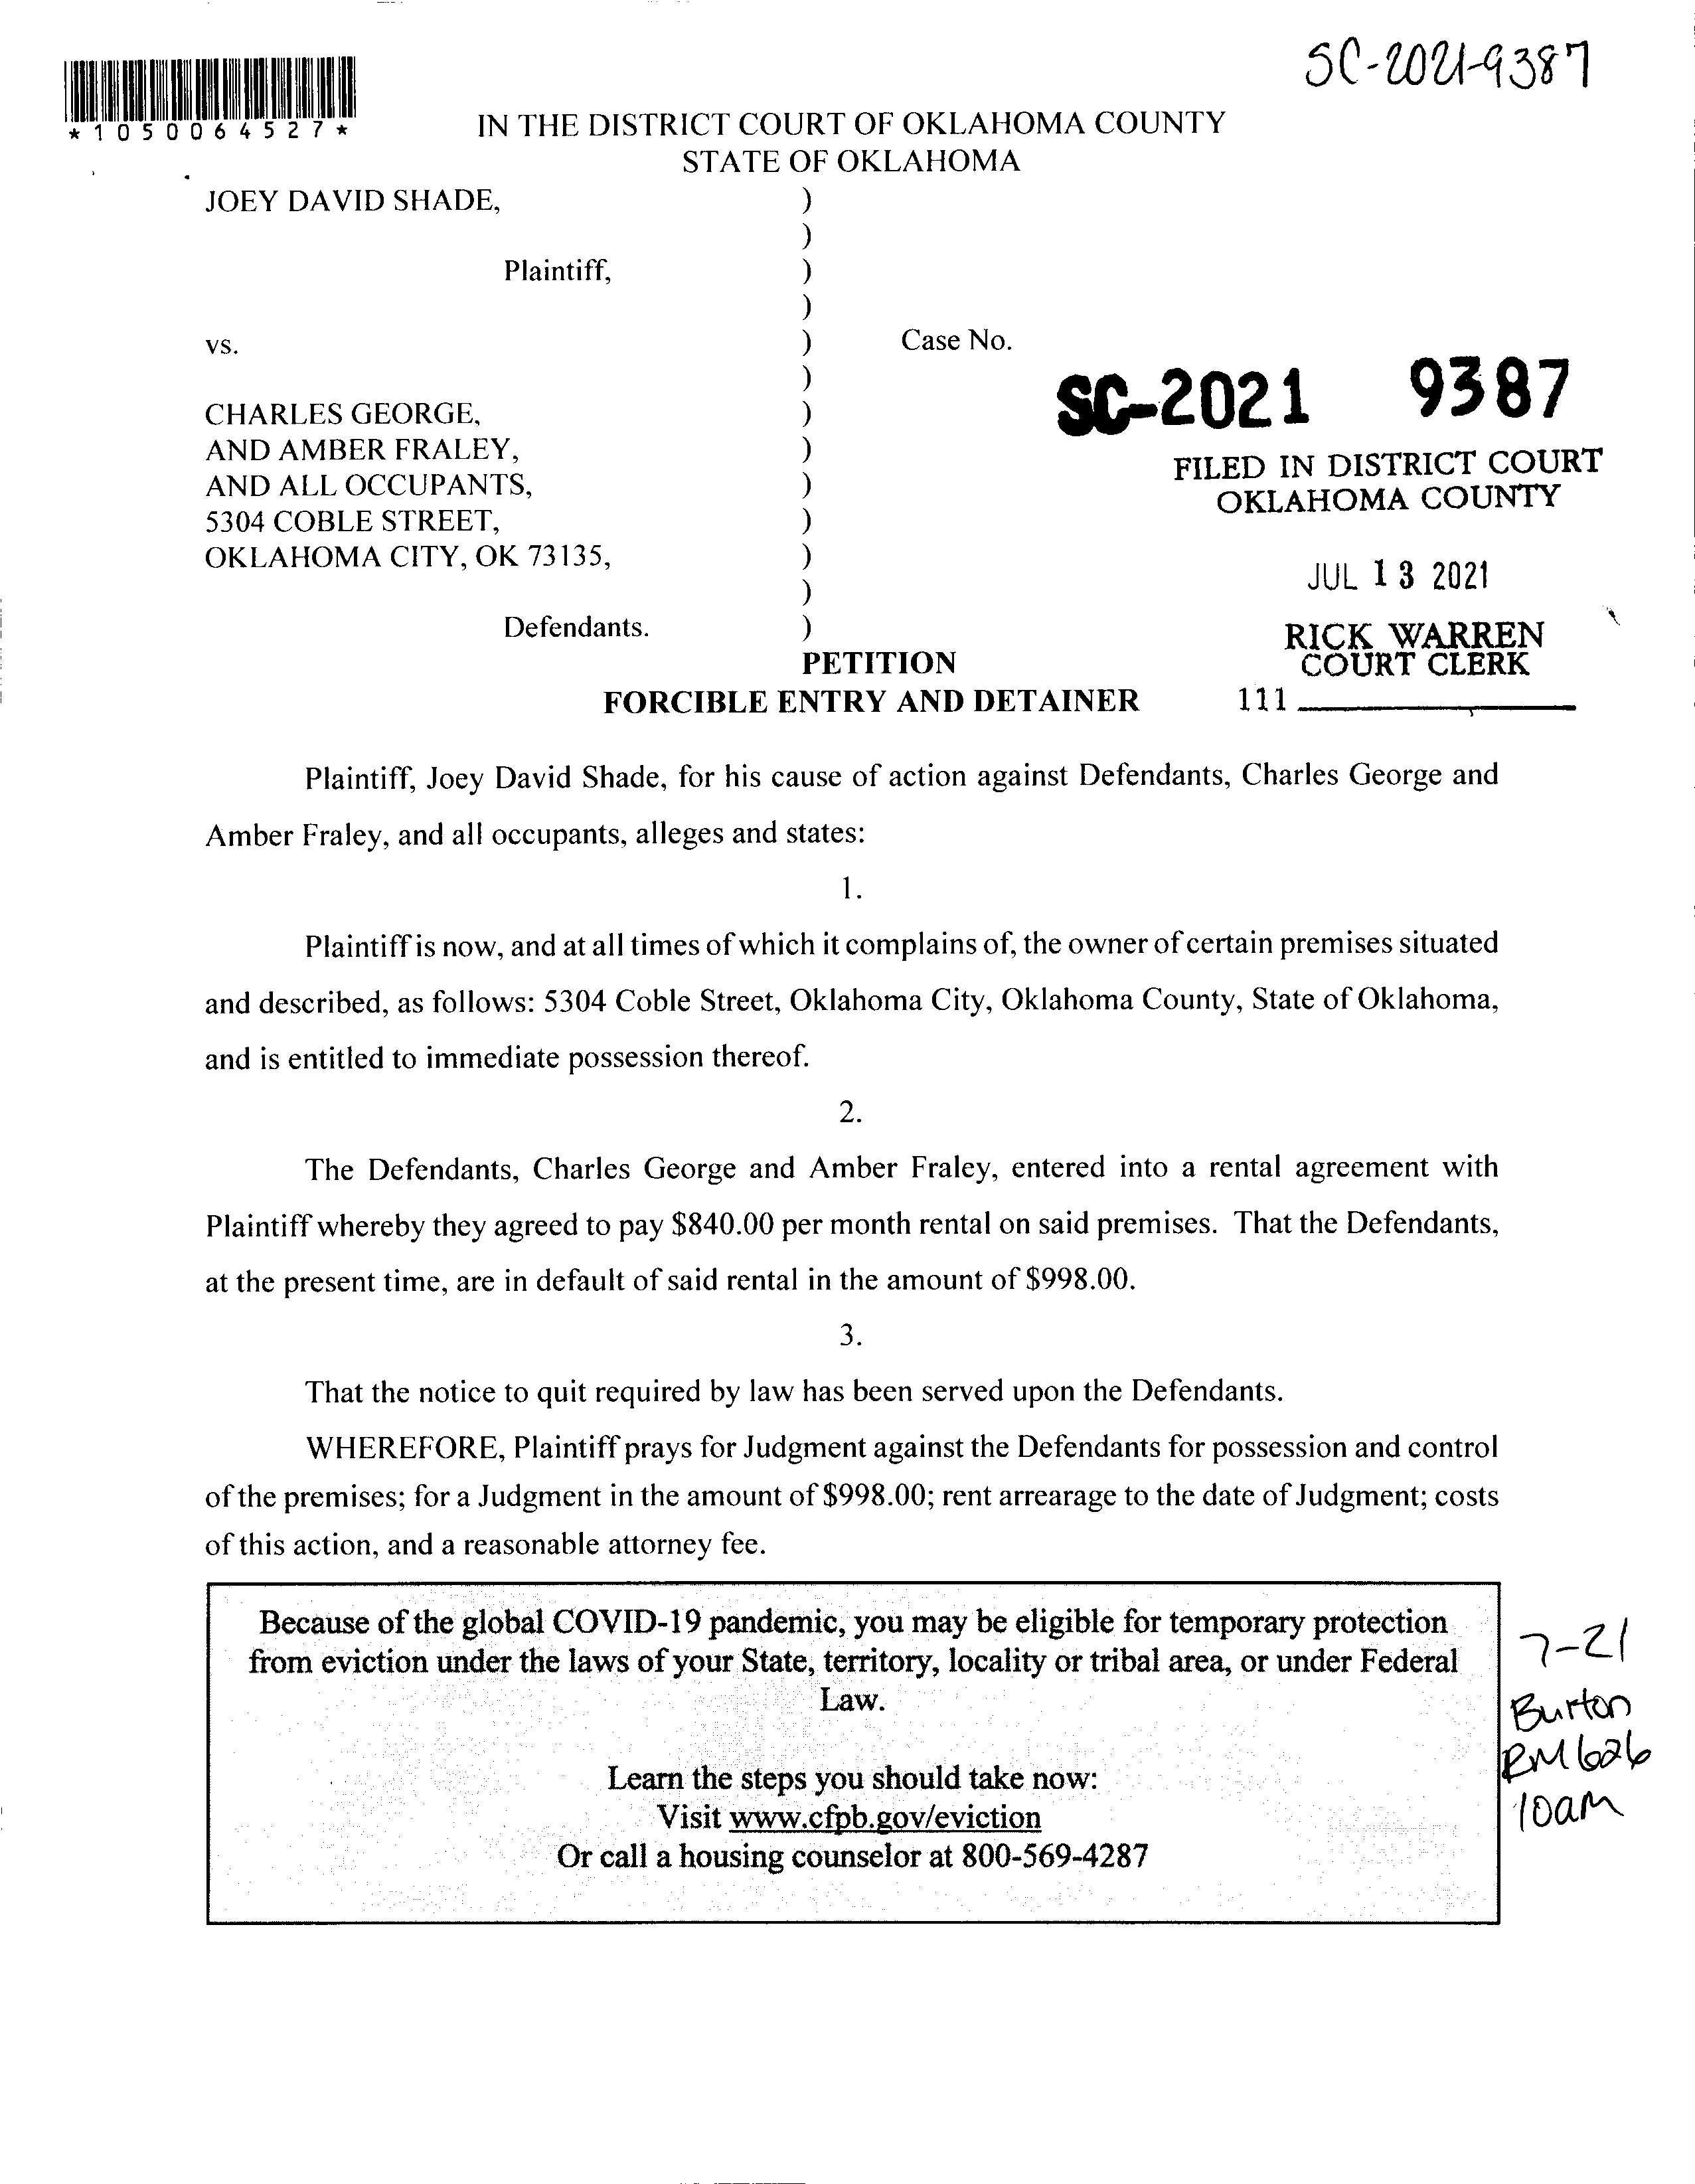 SC-2021-9387
*1050064527*
IN THE DISTRICT COURT OF OKLAHOMA COUNTY
STATE OF OKLAHOMA
JOEY DAVID SHADE, )
)
Plaintiff, )
)
vs. ) Case No.
)
SC-2021 9387
CHARLES GEORGE, )
AND AMBER FRALEY, )
FILED IN DISTRICT COURT
AND ALL OCCUPANTS, )
OKLAHOMA COUNTY
5304 COBLE STREET, )
OKLAHOMA CITY, OK 73135, )
JUL 13 2021
)
Defendants. )
RICK WARREN
PETITION
COURT CLERK
FORCIBLE ENTRY AND DETAINER
111
Plaintiff, Joey David Shade, for his cause of action against Defendants, Charles George and
Amber Fraley, and all occupants, alleges and states:
1.
Plaintiff is now, and at all times of which it complains of, the owner of certain premises situated
and described, as follows: 5304 Coble Street, Oklahoma City, Oklahoma County, State of Oklahoma,
and is entitled to immediate possession thereof.
2.
The Defendants, Charles George and Amber Fraley, entered into a rental agreement with
Plaintiff whereby they agreed to pay $840.00 per month rental on said premises. That the Defendants,
at the present time, are in default of said rental in the amount of $998.00.
3.
That the notice to quit required by law has been served upon the Defendants.
WHEREFORE, Plaintiff prays for Judgment against the Defendants for possession and control
of the premises; for a Judgment in the amount of $998.00; rent arrearage to the date of Judgment; costs
of this action, and a reasonable attorney fee.
Because of the global COVID-19 pandemic, you may be eligible for temporary protection
from eviction under the laws of your State, territory, locality or tribal area, or under Federal
Law.
Learn the steps you should take now:
Visit www.cfpb.gov/eviction
Or call a housing counselor at 800-569-4287
7-21
Burton
RM 626
10am